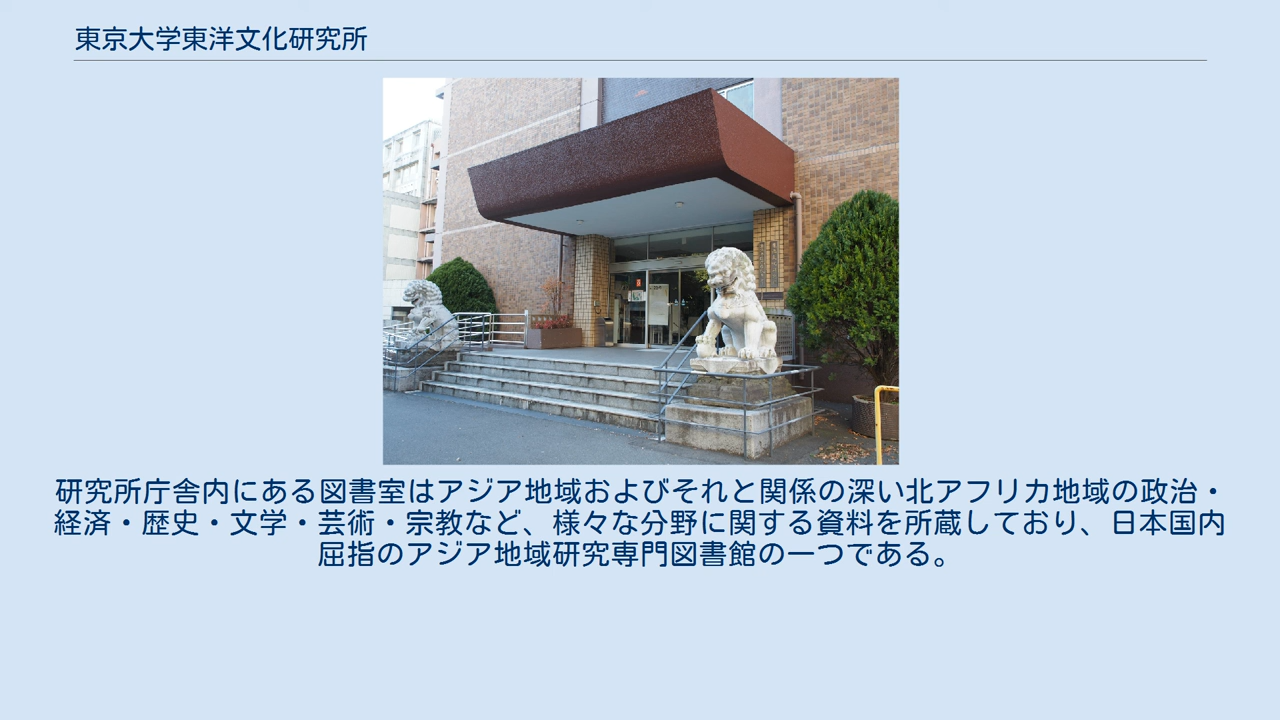 東京大学東洋文化研究所
研究所庁舎内にある図書室はアジア地域およびそれと関係の深い北アフリカ地域の政治・
経済・歴史・文学・芸術・宗教など、様々な分野に関する資料を所蔵しており、日本国内
屈指のアジア地域研究専門図書館の一つである。